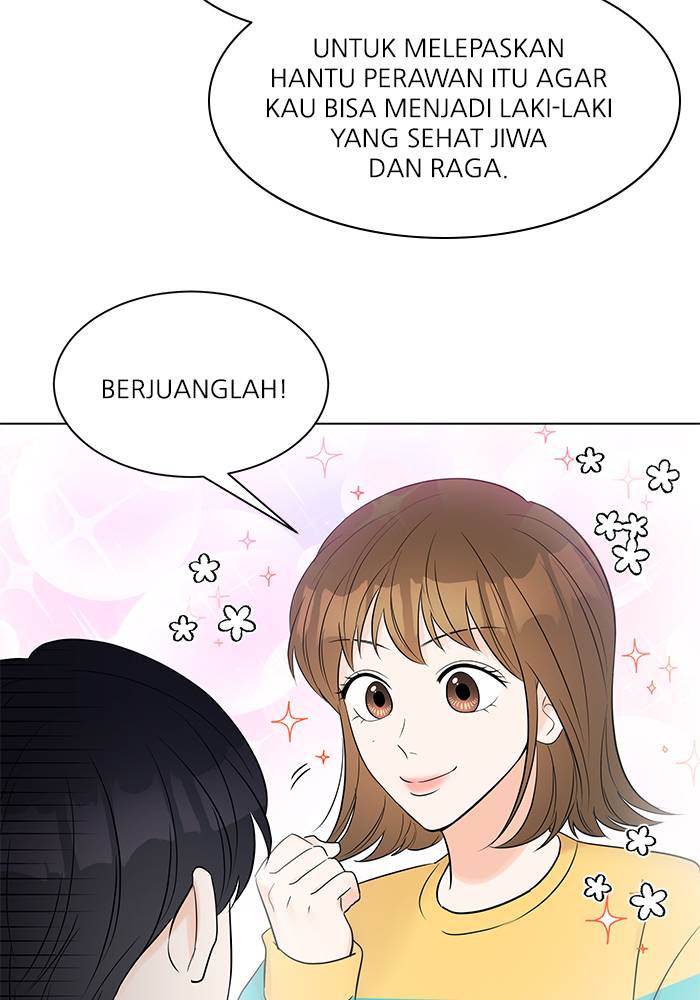 UNTUK MELEPASKAN
HANTU PERAWAN ITU AGAR
KAU BISA MENJADI LAKI-LAKI
YANG SEHAT JIWA
DAN RAGA.
BERJUANGLAH!